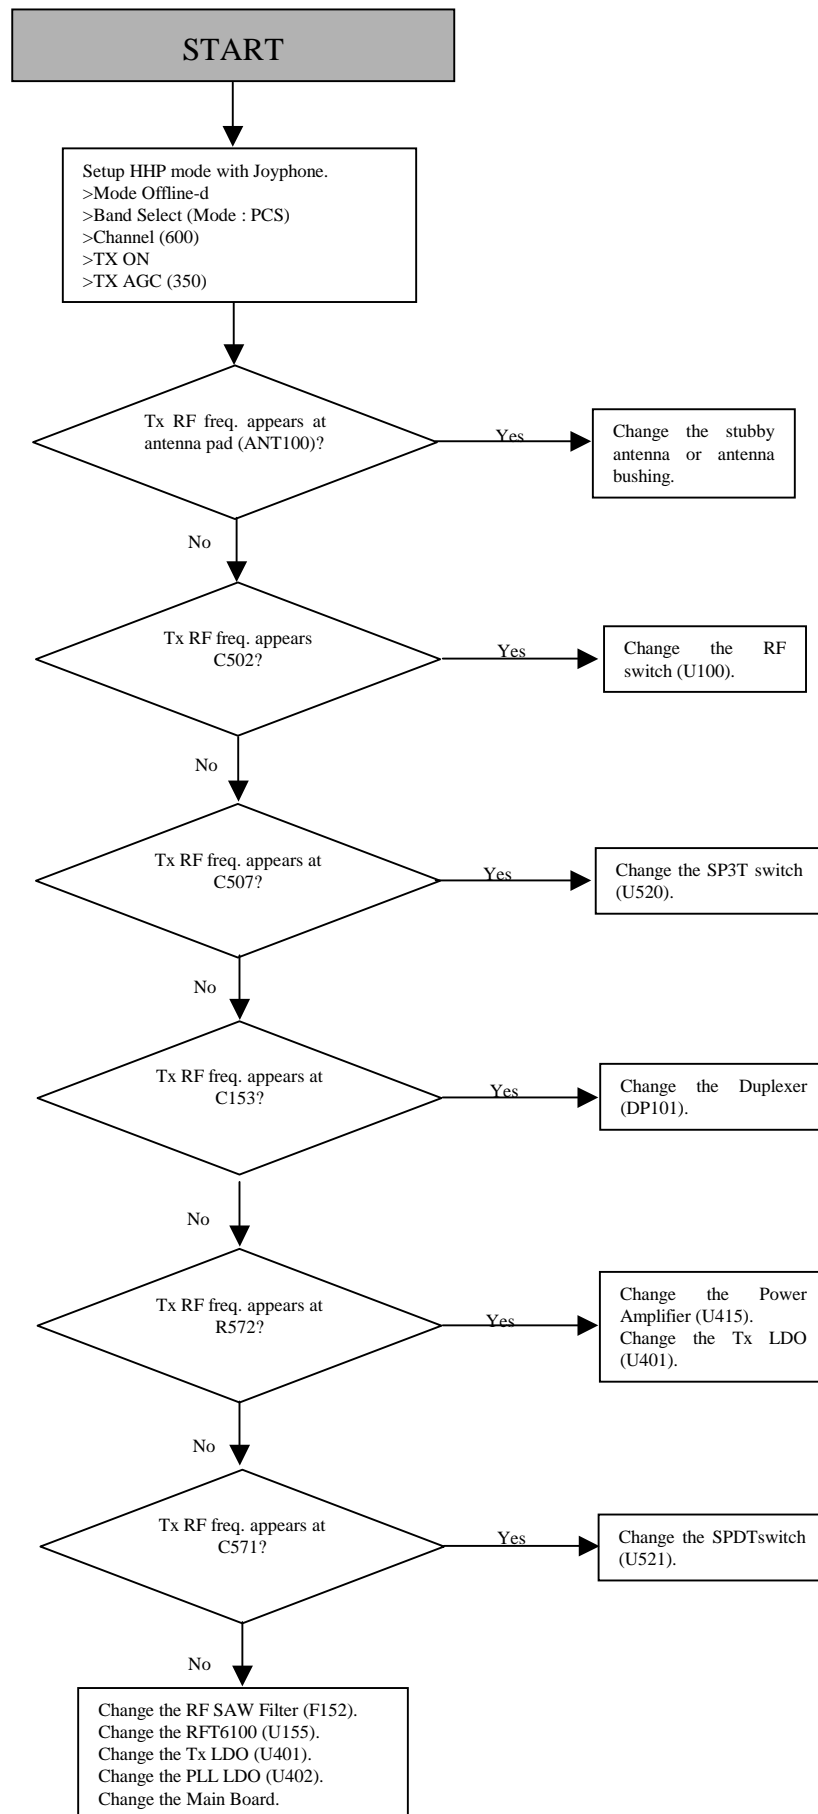 START
Setup HHP mode with Joyphone.
>Mode Offline-d
>Band Select (Mode : PCS)
>Channel (600)
>TX ON
>TX AGC (350)
Tx RF freq. appears at
antenna pad (ANT100)?
Yes
Change the stubby
antenna or antenna
bushing.
No
Tx RF freq. appears
C502?
Yes
Change the RF
switch (U100).
No
Tx RF freq. appears at
C507?
Yes
Change the SP3T switch
(U520).
No
Tx RF freq. appears at
C153?
Yes
Change the Duplexer
(DP101).
No
Tx RF freq. appears at
R572?
Yes
Change the Power
Amplifier (U415).
Change the Tx LDO
(U401).
No
Tx RF freq. appears at
C571?
Yes
Change the SPDTswitch
(U521).
No
Change the RF SAW Filter (F152).
Change the RFT6100 (U155).
Change the Tx LDO (U401).
Change the PLL LDO (U402).
Change the Main Board.